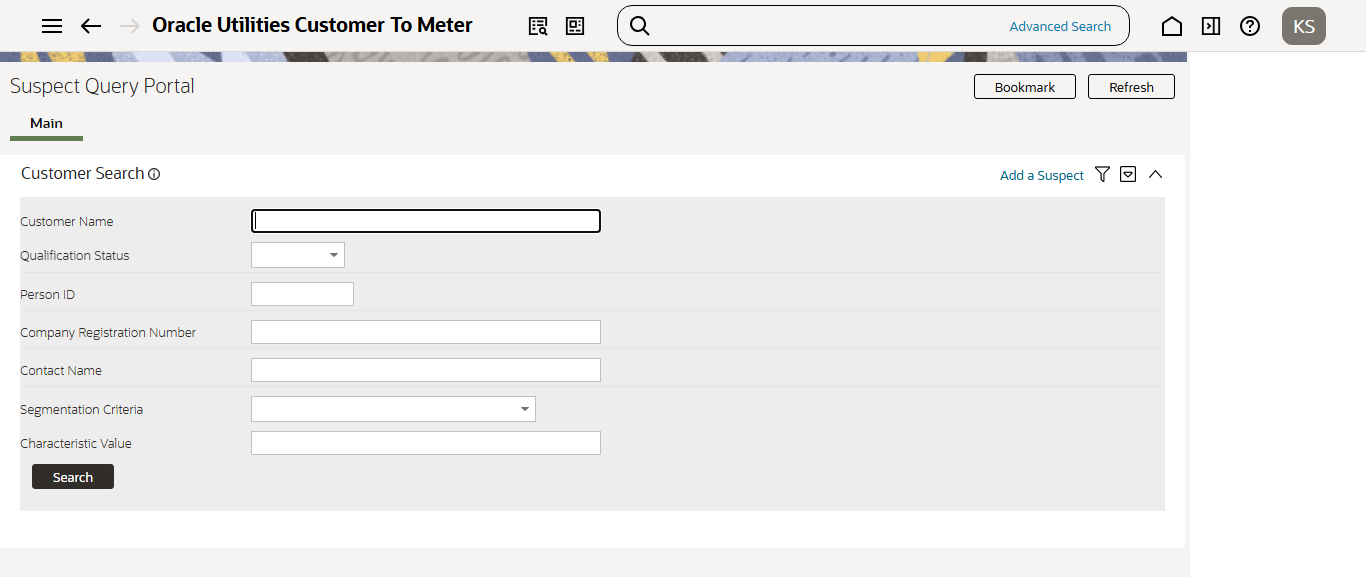 Oracle Utilities Customer To Meter
Advanced Search
KS
Suspect Query Portal
Bookmark
Refresh
Main
Customer Search
Add a Suspect
Customer Name
Qualification Status
Person ID
Company Registration Number
Contact Name
Segmentation Criteria
Characteristic Value
Search